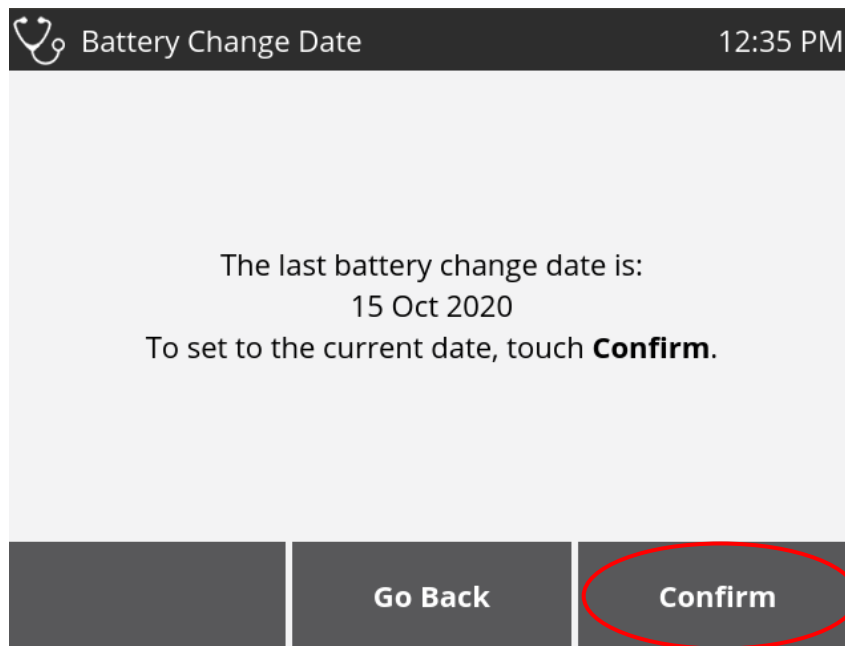 Battery Change Date 12:35 PM
The last battery change date is:
15 Oct 2020
To set to the current date, touch Confirm.
Go Back Confirm